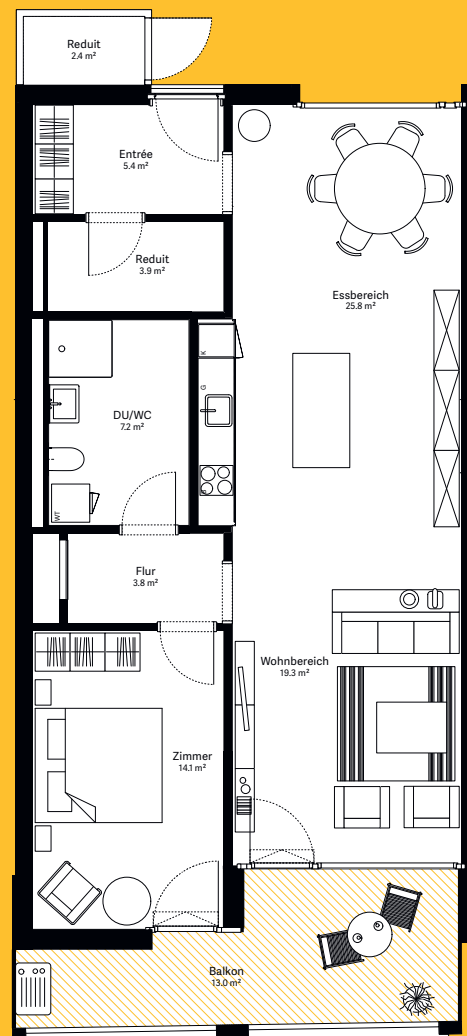 Reduit
2.4 m²
Entrée
5.4 m²
Reduit
3.9 m²
Essbereich
25.8 m²
K
G
DU/WC
7.2 m²
WT
Flur
3.8 m²
Wohnbereich
19.3 m²
Zimmer
14.1 m²
Balkon
13.0 m²